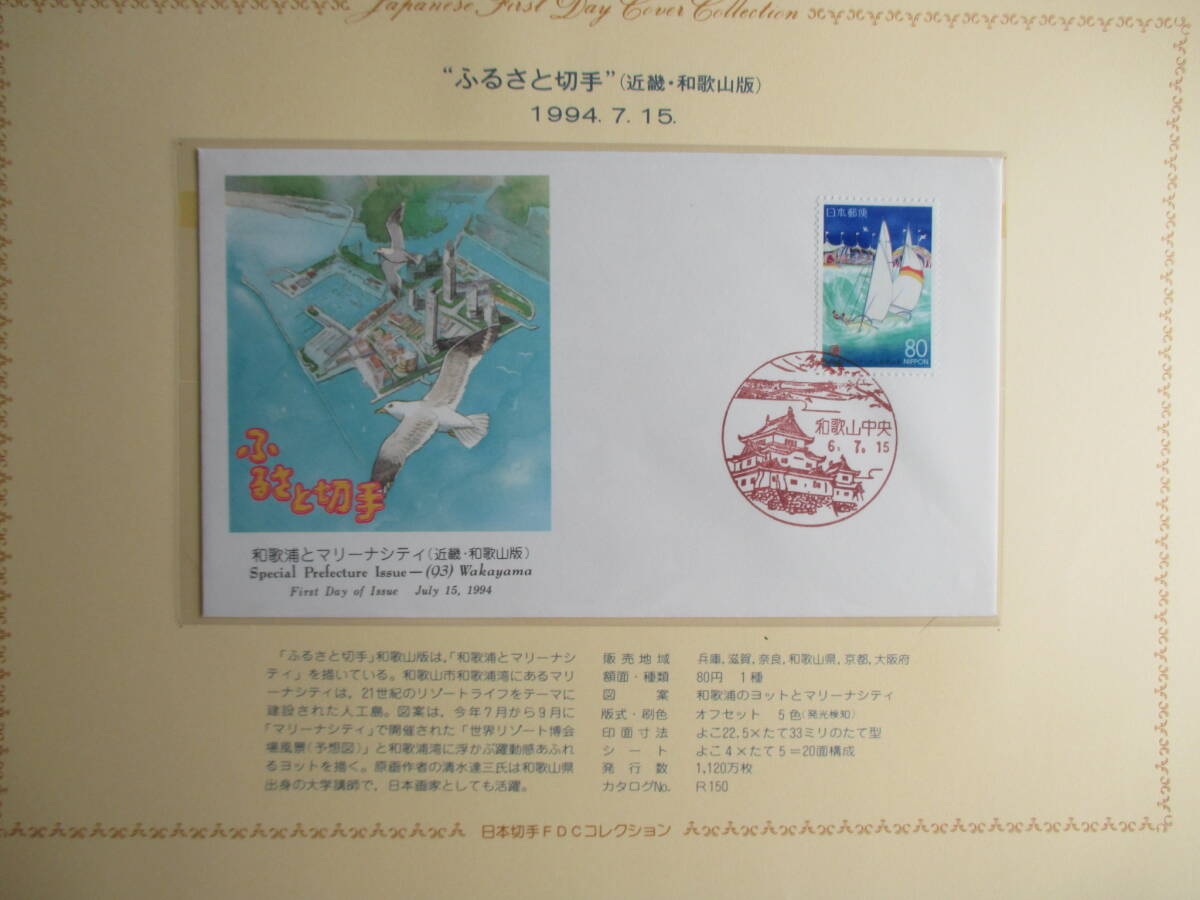 Japanese First Day Cover Collection
“ふるさと切手”(近畿・和歌山版)
1994. 7. 15.
日本郵便
80
NIPPON
和歌山中央
6. 7. 15
ふるさと切手
和歌浦とマリーナシティ(近畿・和歌山版)
Special Prefecture Issue—(93) Wakayama
First Day of Issue July 15, 1994
「ふるさと切手」和歌山版は,「和歌浦とマリーナシ
ティ」を描いている。和歌山市和歌浦湾にあるマリ
ーナシティは，21世紀のリゾートライフをテーマに
建設された人工島。図案は，今年7月から9月に
「マリーナシティ」で開催された「世界リゾート博会
場風景(予想図)」と和歌浦湾に浮かぶ躍動感あふれ
るヨットを描く。原画作者の清水達三氏は和歌山県
出身の大学講師で，日本画家としても活躍。
販売地域 兵庫,滋賀,奈良,和歌山県,京都,大阪府
額面・種類 80円 1種
図案 和歌浦のヨットとマリーナシティ
版式・刷色 オフセット 5色(発光検知)
印面寸法 よこ22.5×たて33ミリのたて型
シート よこ4×たて5＝20面構成
発行数 1,120万枚
カタログNo. R150
日本切手FDCコレクション